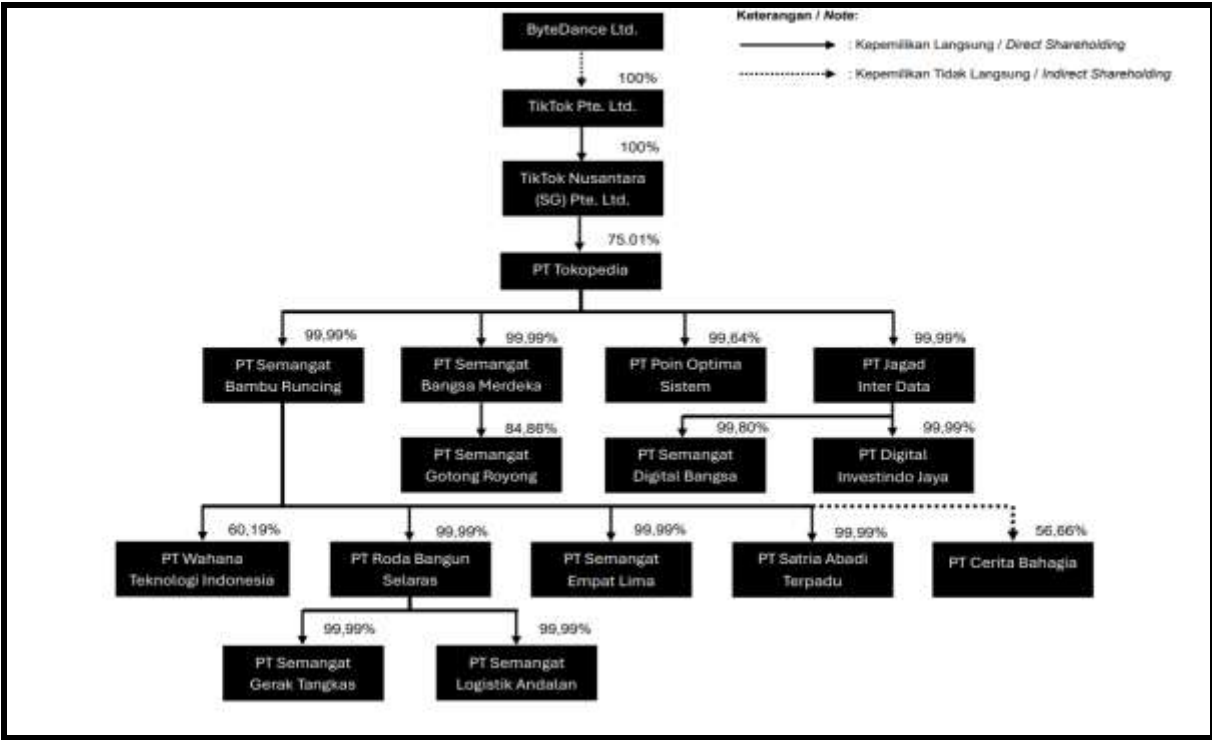 Keterangan / Note:
: Kepemilikan Langsung / Direct Shareholding
: Kepemilikan Tidak Langsung / Indirect Shareholding
ByteDance Ltd.
100%
TikTok Pte. Ltd.
100%
TikTok Nusantara
(SG) Pte. Ltd.
75.01%
PT Tokopedia
99,99%
99,99%
99,64%
99,99%
PT Semangat
Bambu Runcing
PT Semangat
Bangsa Merdeka
PT Poin Optima
Sistem
PT Jagad
Inter Data
84,86%
99,80%
99,99%
PT Semangat
Gotong Royong
PT Semangat
Digital Bangsa
PT Digital
Investindo Jaya
60,19%
99,99%
99,99%
99,99%
56,66%
PT Wahana
Teknologi Indonesia
PT Roda Bangun
Selaras
PT Semangat
Empat Lima
PT Satria Abadi
Terpadu
PT Cerita Bahagia
99,99%
99,99%
PT Semangat
Gerak Tangkas
PT Semangat
Logistik Andalan